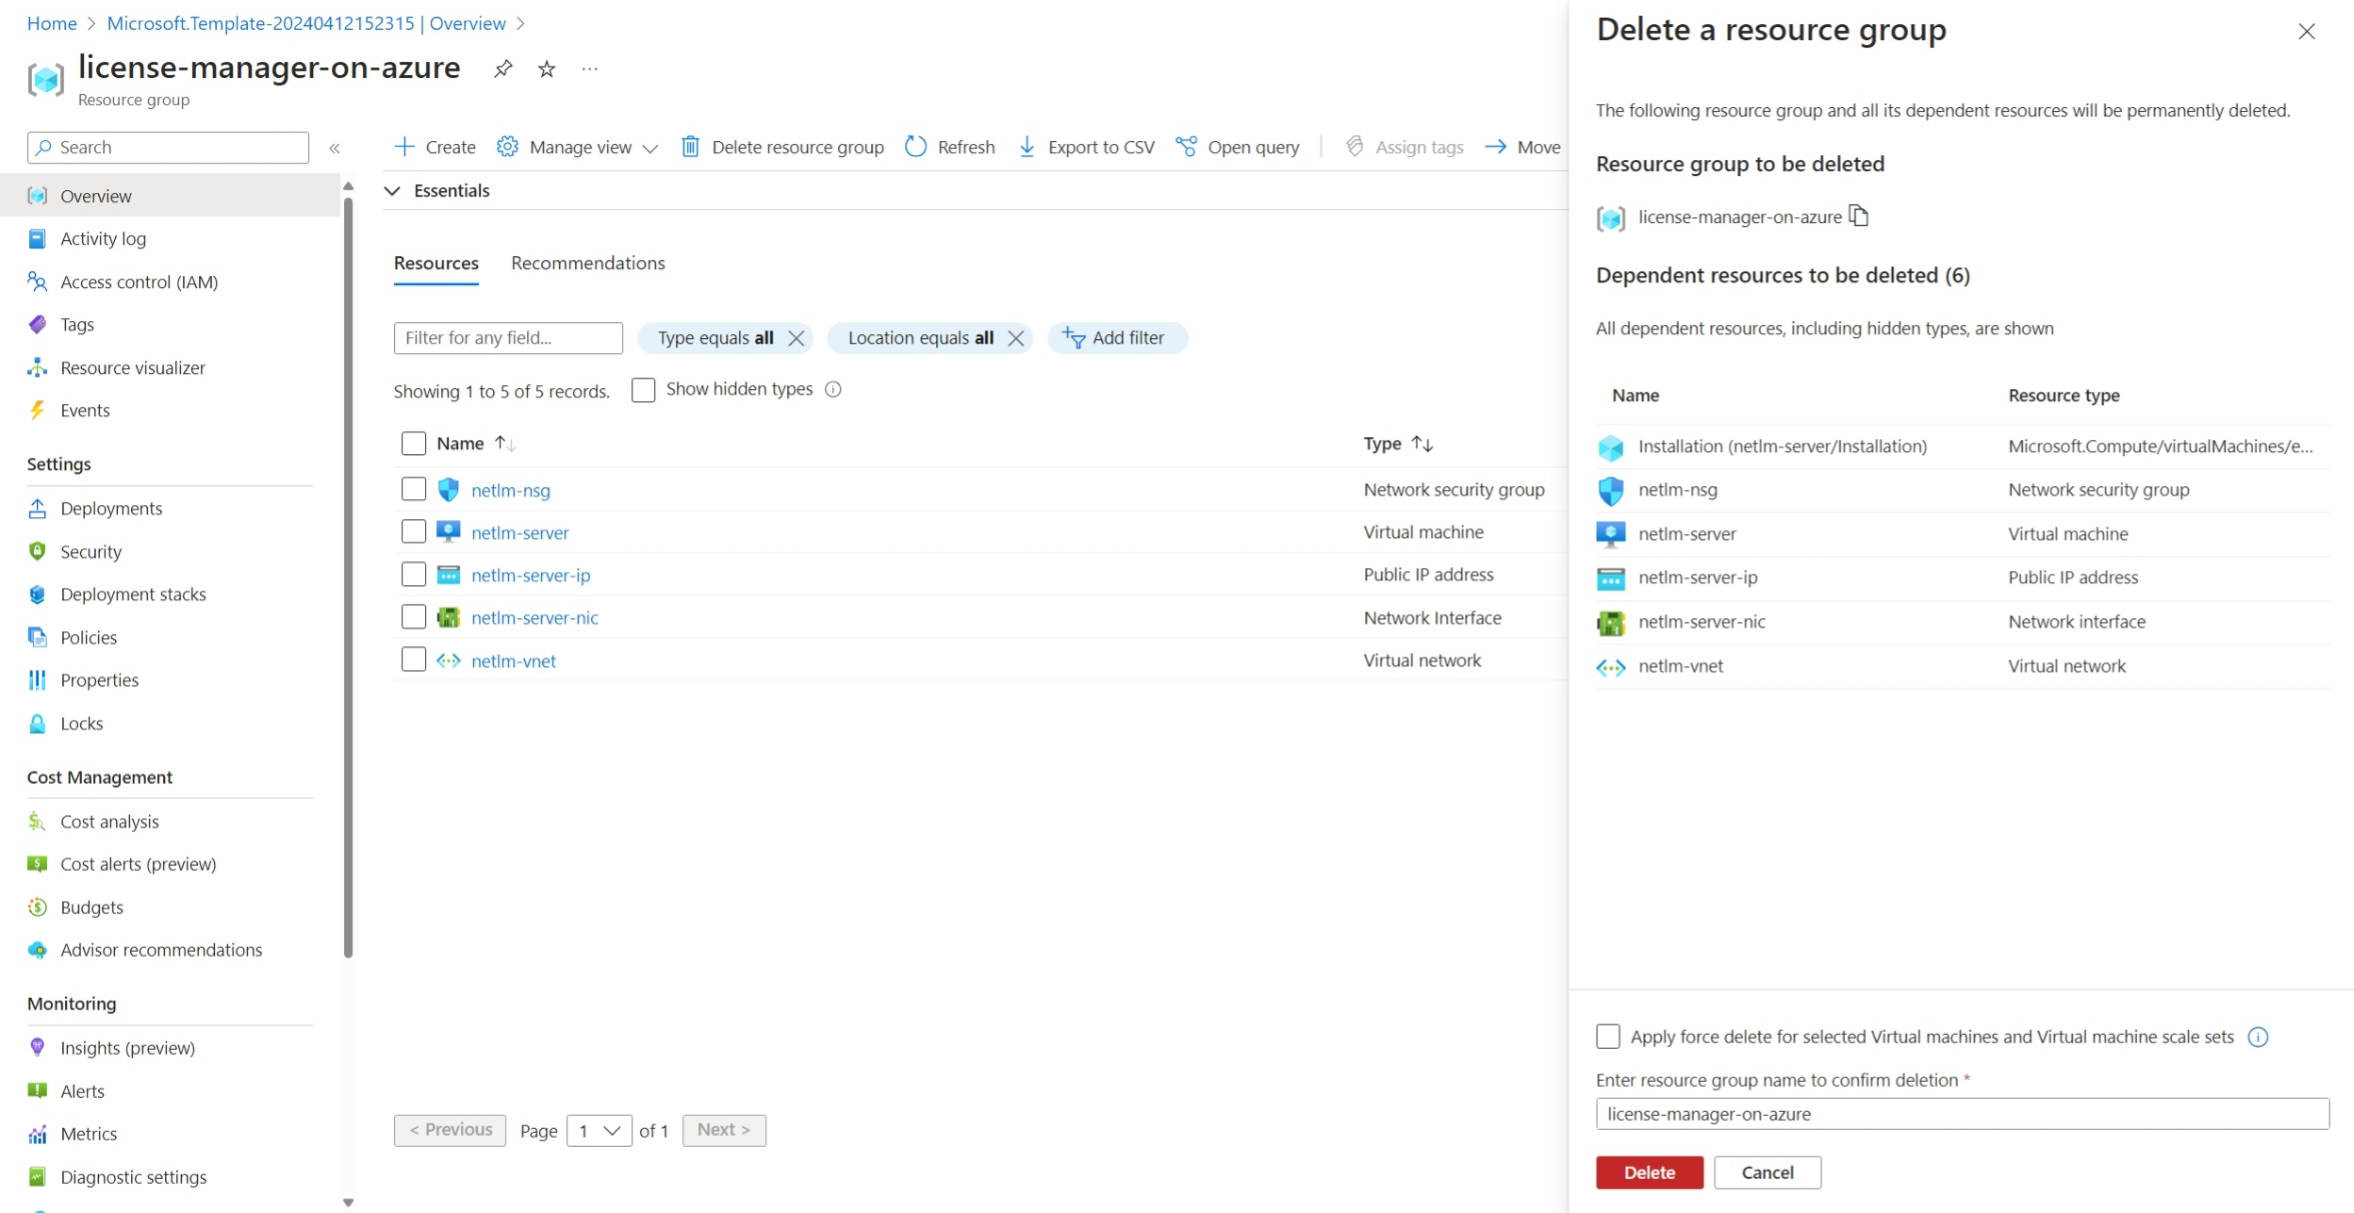 Home > Microsoft.Template-20240412152315 | Overview >
license-manager-on-azure
Resource group
Search
Overview
Activity log
Access control (IAM)
Tags
Resource visualizer
Events
Settings
Deployments
Security
Deployment stacks
Policies
Properties
Locks
Cost Management
Cost analysis
Cost alerts (preview)
Budgets
Advisor recommendations
Monitoring
Insights (preview)
Alerts
Metrics
Diagnostic settings
Create Manage view Delete resource group Refresh Export to CSV Open query | Assign tags Move
Essentials
Resources Recommendations
Filter for any field... Type equals all Location equals all Add filter
Showing 1 to 5 of 5 records. Show hidden types
Name Type
netlm-nsg Network security group
netlm-server Virtual machine
netlm-server-ip Public IP address
netlm-server-nic Network Interface
netlm-vnet Virtual network
< Previous Page 1 of 1 Next >
Delete a resource group
The following resource group and all its dependent resources will be permanently deleted.
Resource group to be deleted
license-manager-on-azure
Dependent resources to be deleted (6)
All dependent resources, including hidden types, are shown
Name Resource type
Installation (netlm-server/Installation) Microsoft.Compute/virtualMachines/e...
netlm-nsg Network security group
netlm-server Virtual machine
netlm-server-ip Public IP address
netlm-server-nic Network interface
netlm-vnet Virtual network
Apply force delete for selected Virtual machines and Virtual machine scale sets
Enter resource group name to confirm deletion *
license-manager-on-azure
Delete Cancel